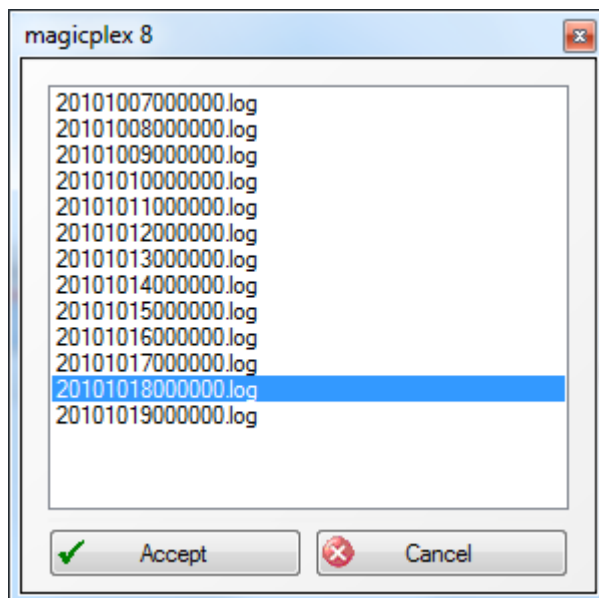 magicplex 8
20101007000000.log
20101008000000.log
20101009000000.log
20101010000000.log
20101011000000.log
20101012000000.log
20101013000000.log
20101014000000.log
20101015000000.log
20101016000000.log
20101017000000.log
20101018000000.log
20101019000000.log
Accept
Cancel